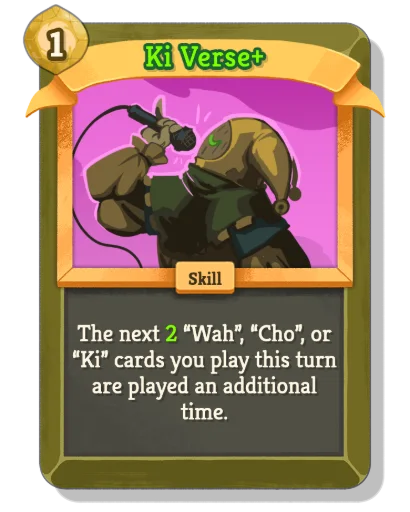 1
Ki Verse+
Skill
The next 2 “Wah”, “Cho”, or
“Ki” cards you play this turn
are played an additional
time.